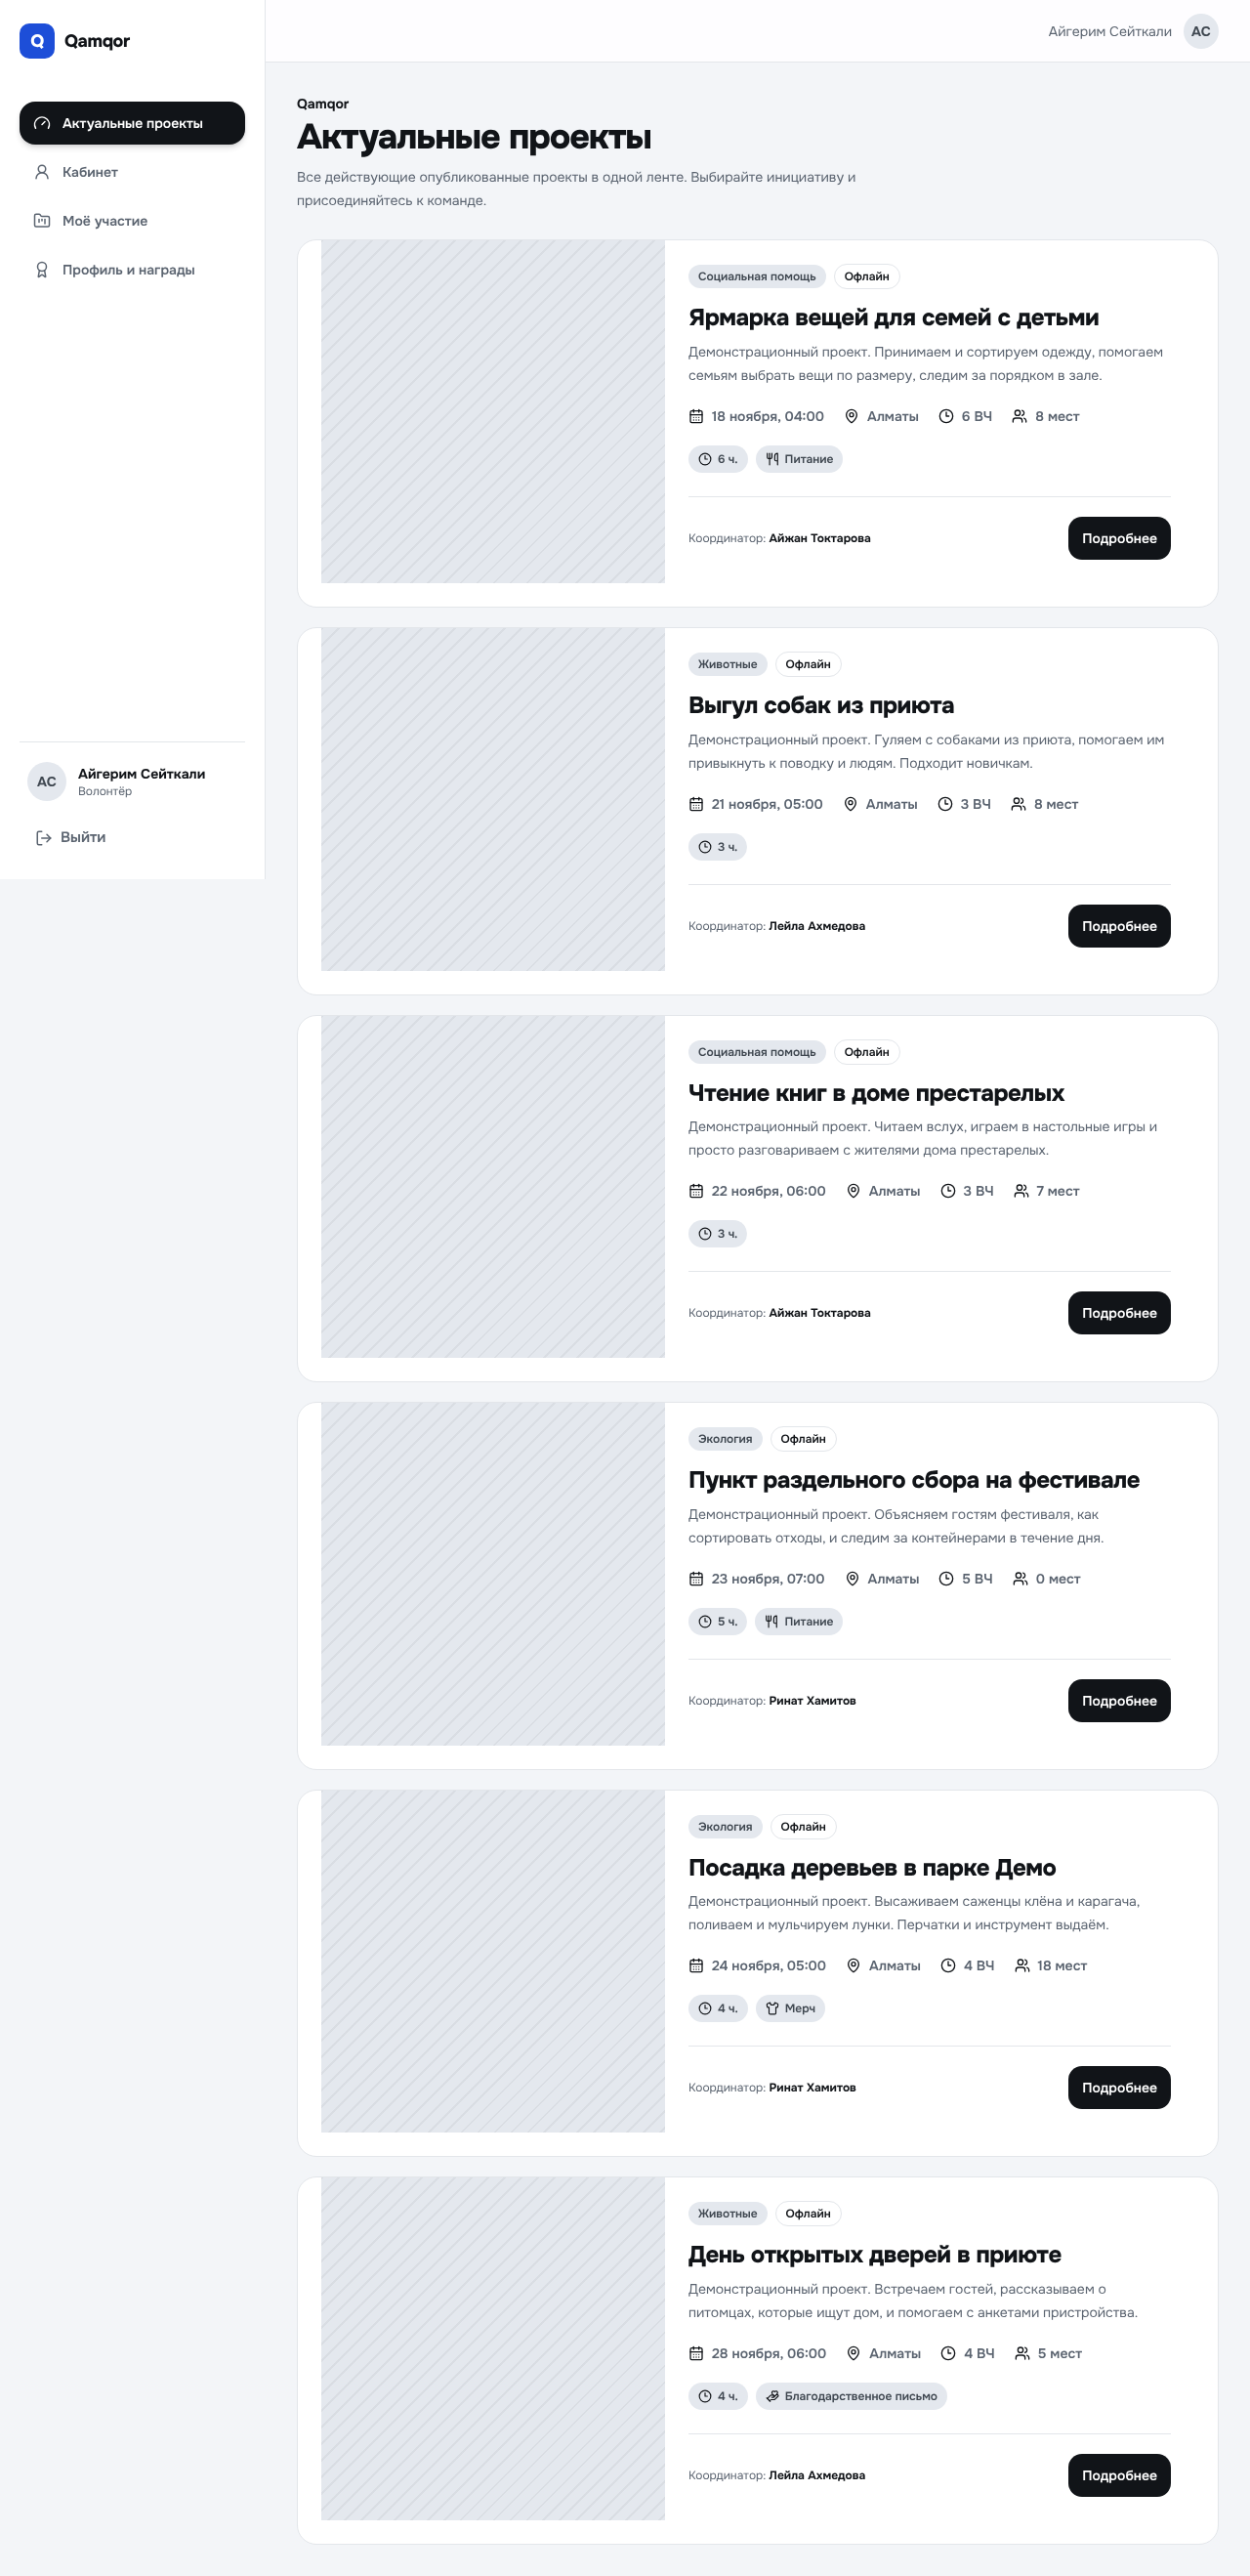 Q Qamqor
Айгерим Сейткали АС
Актуальные проекты
Кабинет
Моё участие
Профиль и награды
АС Айгерим Сейткали
Волонтёр
Выйти
Qamqor
Актуальные проекты
Все действующие опубликованные проекты в одной ленте. Выбирайте инициативу и
присоединяйтесь к команде.
Социальная помощь Офлайн
Ярмарка вещей для семей с детьми
Демонстрационный проект. Принимаем и сортируем одежду, помогаем
семьям выбрать вещи по размеру, следим за порядком в зале.
18 ноября, 04:00 Алматы 6 ВЧ 8 мест
6 ч. Питание
Координатор: Айжан Токтарова Подробнее
Животные Офлайн
Выгул собак из приюта
Демонстрационный проект. Гуляем с собаками из приюта, помогаем им
привыкнуть к поводку и людям. Подходит новичкам.
21 ноября, 05:00 Алматы 3 ВЧ 8 мест
3 ч.
Координатор: Лейла Ахмедова Подробнее
Социальная помощь Офлайн
Чтение книг в доме престарелых
Демонстрационный проект. Читаем вслух, играем в настольные игры и
просто разговариваем с жителями дома престарелых.
22 ноября, 06:00 Алматы 3 ВЧ 7 мест
3 ч.
Координатор: Айжан Токтарова Подробнее
Экология Офлайн
Пункт раздельного сбора на фестивале
Демонстрационный проект. Объясняем гостям фестиваля, как
сортировать отходы, и следим за контейнерами в течение дня.
23 ноября, 07:00 Алматы 5 ВЧ 0 мест
5 ч. Питание
Координатор: Ринат Хамитов Подробнее
Экология Офлайн
Посадка деревьев в парке Демо
Демонстрационный проект. Высаживаем саженцы клёна и карагача,
поливаем и мульчируем лунки. Перчатки и инструмент выдаём.
24 ноября, 05:00 Алматы 4 ВЧ 18 мест
4 ч. Мерч
Координатор: Ринат Хамитов Подробнее
Животные Офлайн
День открытых дверей в приюте
Демонстрационный проект. Встречаем гостей, рассказываем о
питомцах, которые ищут дом, и помогаем с анкетами пристройства.
28 ноября, 06:00 Алматы 4 ВЧ 5 мест
4 ч. Благодарственное письмо
Координатор: Лейла Ахмедова Подробнее